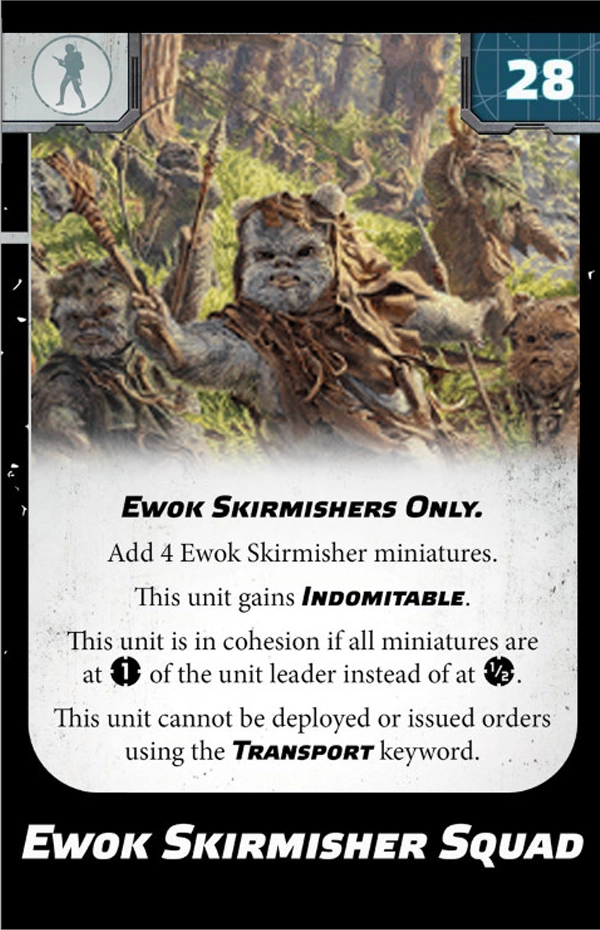 28
Ewok Skirmishers Only.
Add 4 Ewok Skirmisher miniatures.
This unit gains Indomitable.
This unit is in cohesion if all miniatures are
at 1 of the unit leader instead of at ½.
This unit cannot be deployed or issued orders
using the Transport keyword.
Ewok Skirmisher Squad